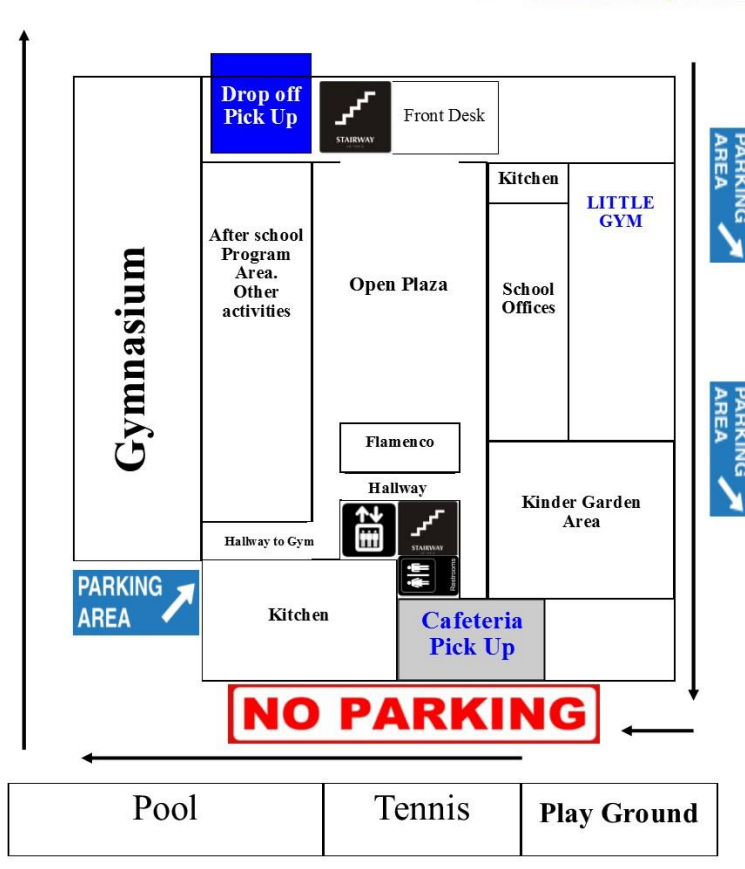 Drop off
Pick Up
STAIRWAY
Front Desk
PARKING
AREA
Kitchen
LITTLE
GYM
Gymnasium
After school
Program
Area.
Other
activities
Open Plaza
School
Offices
PARKING
AREA
Flamenco
Hallway
Kinder Garden
Area
STAIRWAY
Hallway to Gym
Restrooms
PARKING
AREA
Kitchen
Cafeteria
Pick Up
NO PARKING
Pool
Tennis
Play Ground